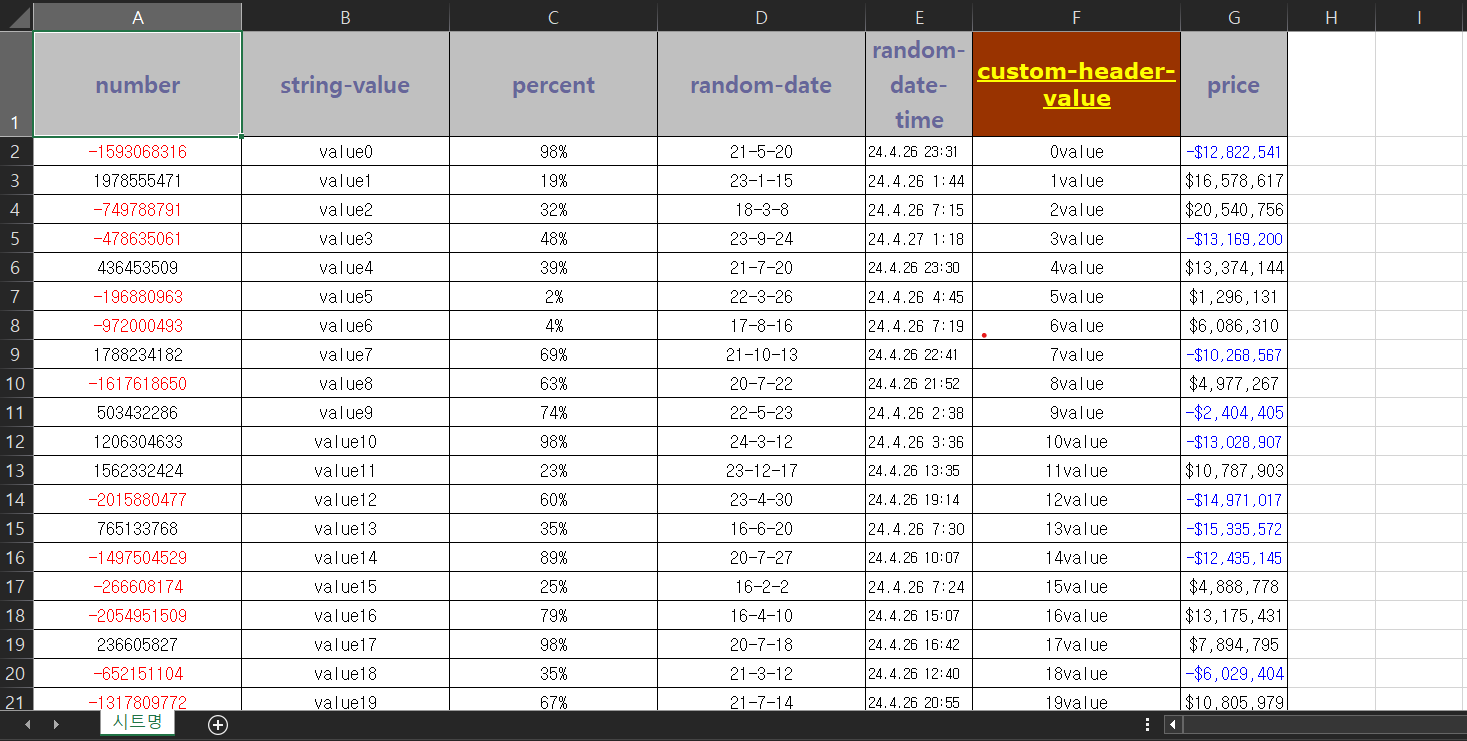 A B C D E F G H I
1 number string-value percent random-date random-date-time custom-header-value price
2 -1593068316 value0 98% 21-5-20 24.4.26 23:31 0value -$12,822,541
3 1978555471 value1 19% 23-1-15 24.4.26 1:44 1value $16,578,617
4 -749788791 value2 32% 18-3-8 24.4.26 7:15 2value $20,540,756
5 -478635061 value3 48% 23-9-24 24.4.27 1:18 3value -$13,169,200
6 436453509 value4 39% 21-7-20 24.4.26 23:30 4value $13,374,144
7 -196880963 value5 2% 22-3-26 24.4.26 4:45 5value $1,296,131
8 -972000493 value6 4% 17-8-16 24.4.26 7:19 6value $6,086,310
9 1788234182 value7 69% 21-10-13 24.4.26 22:41 7value -$10,268,567
10 -1617618650 value8 63% 20-7-22 24.4.26 21:52 8value $4,977,267
11 503432286 value9 74% 22-5-23 24.4.26 2:38 9value -$2,404,405
12 1206304633 value10 98% 24-3-12 24.4.26 3:36 10value -$13,028,907
13 1562332424 value11 23% 23-12-17 24.4.26 13:35 11value $10,787,903
14 -2015880477 value12 60% 23-4-30 24.4.26 19:14 12value -$14,971,017
15 765133768 value13 35% 16-6-20 24.4.26 7:30 13value -$15,335,572
16 -1497504529 value14 89% 20-7-27 24.4.26 10:07 14value -$12,435,145
17 -266608174 value15 25% 16-2-2 24.4.26 7:24 15value $4,888,778
18 -2054951509 value16 79% 16-4-10 24.4.26 15:07 16value $13,175,431
19 236605827 value17 98% 20-7-18 24.4.26 16:42 17value $7,894,795
20 -652151104 value18 35% 21-3-12 24.4.26 12:40 18value -$6,029,404
21 -1317809772 value19 67% 21-7-14 24.4.26 20:55 19value $10,805,979
시트명